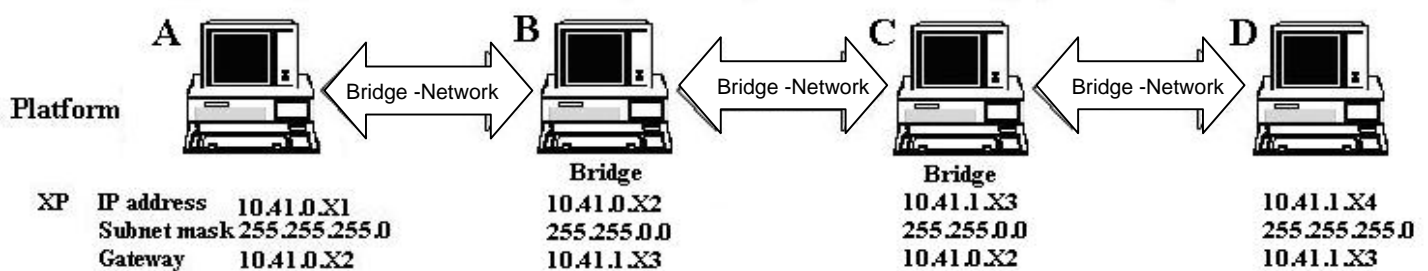 A B C D
Bridge -Network Bridge -Network Bridge -Network
Platform
Bridge Bridge
XP IP address 10.41.0.X1 10.41.0.X2 10.41.1.X3 10.41.1.X4
Subnet mask 255.255.255.0 255.255.0.0 255.255.0.0 255.255.255.0
Gateway 10.41.0.X2 10.41.1.X3 10.41.0.X2 10.41.1.X3